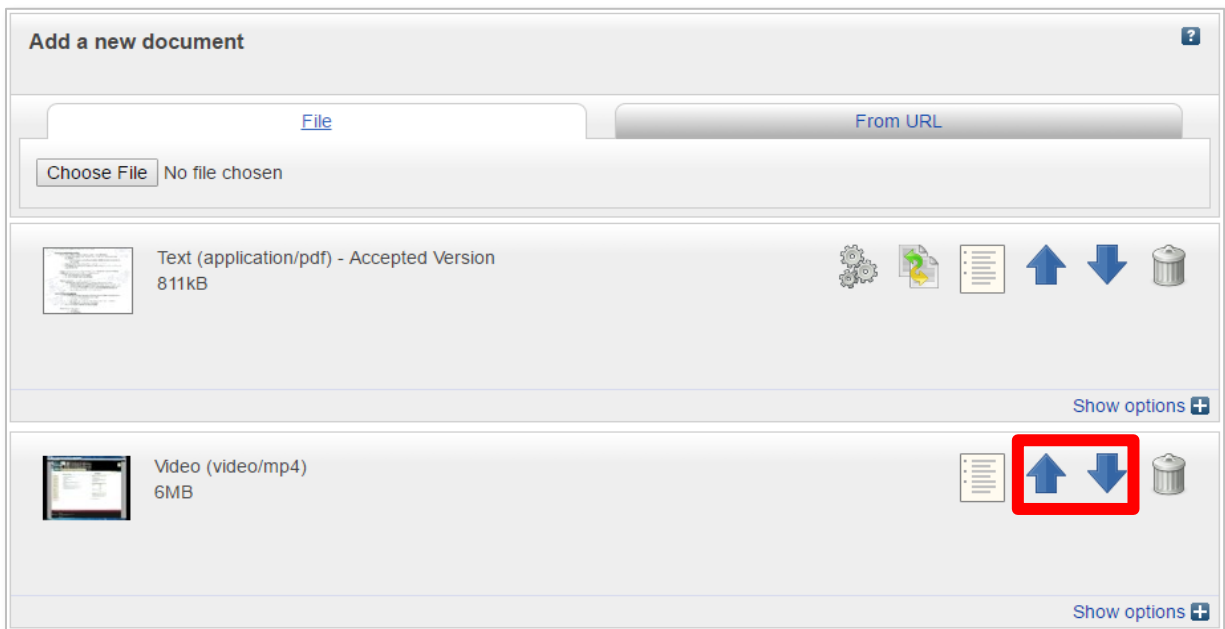 Add a new document
?
File
From URL
Choose File No file chosen
Text (application/pdf) - Accepted Version
811kB
Show options
Video (video/mp4)
6MB
Show options